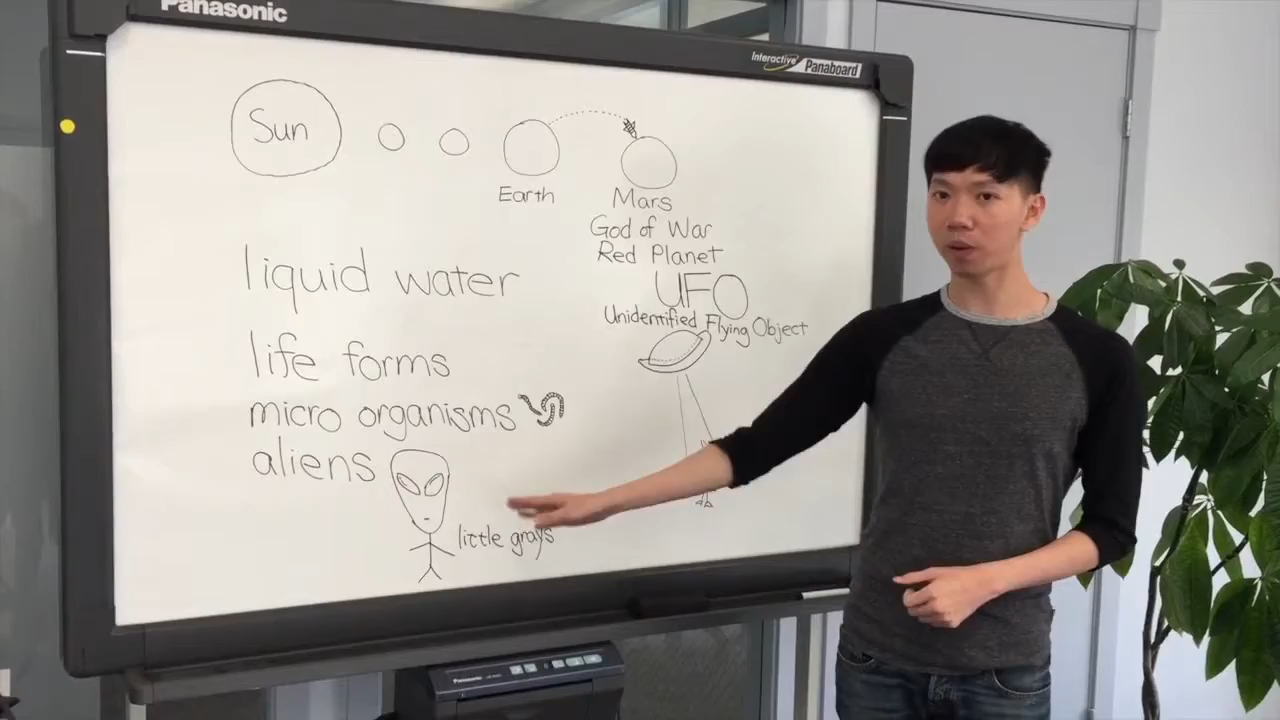 Panasonic
Interactive Panaboard
Sun
Earth
Mars
God of War
Red Planet
UFO
Unidentified Flying Object
liquid water
life forms
micro organisms
aliens
little grays
Panasonic